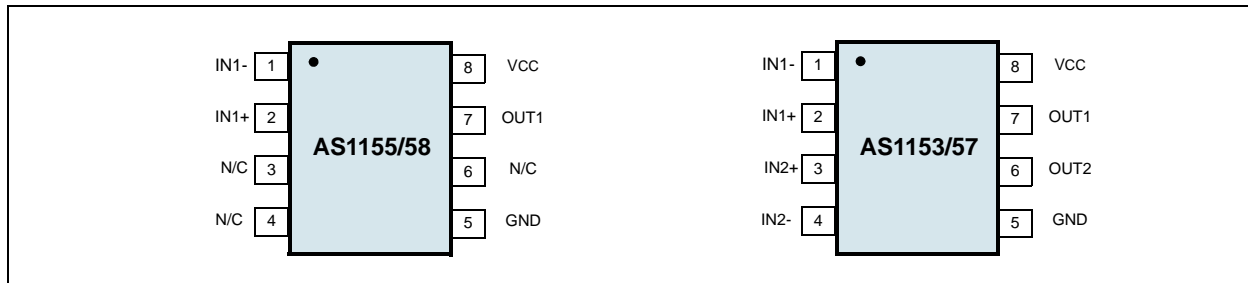 IN1- 1 8 VCC
IN1+ 2 7 OUT1
AS1155/58
N/C 3 6 N/C
N/C 4 5 GND
IN1- 1 8 VCC
IN1+ 2 7 OUT1
AS1153/57
IN2+ 3 6 OUT2
IN2- 4 5 GND